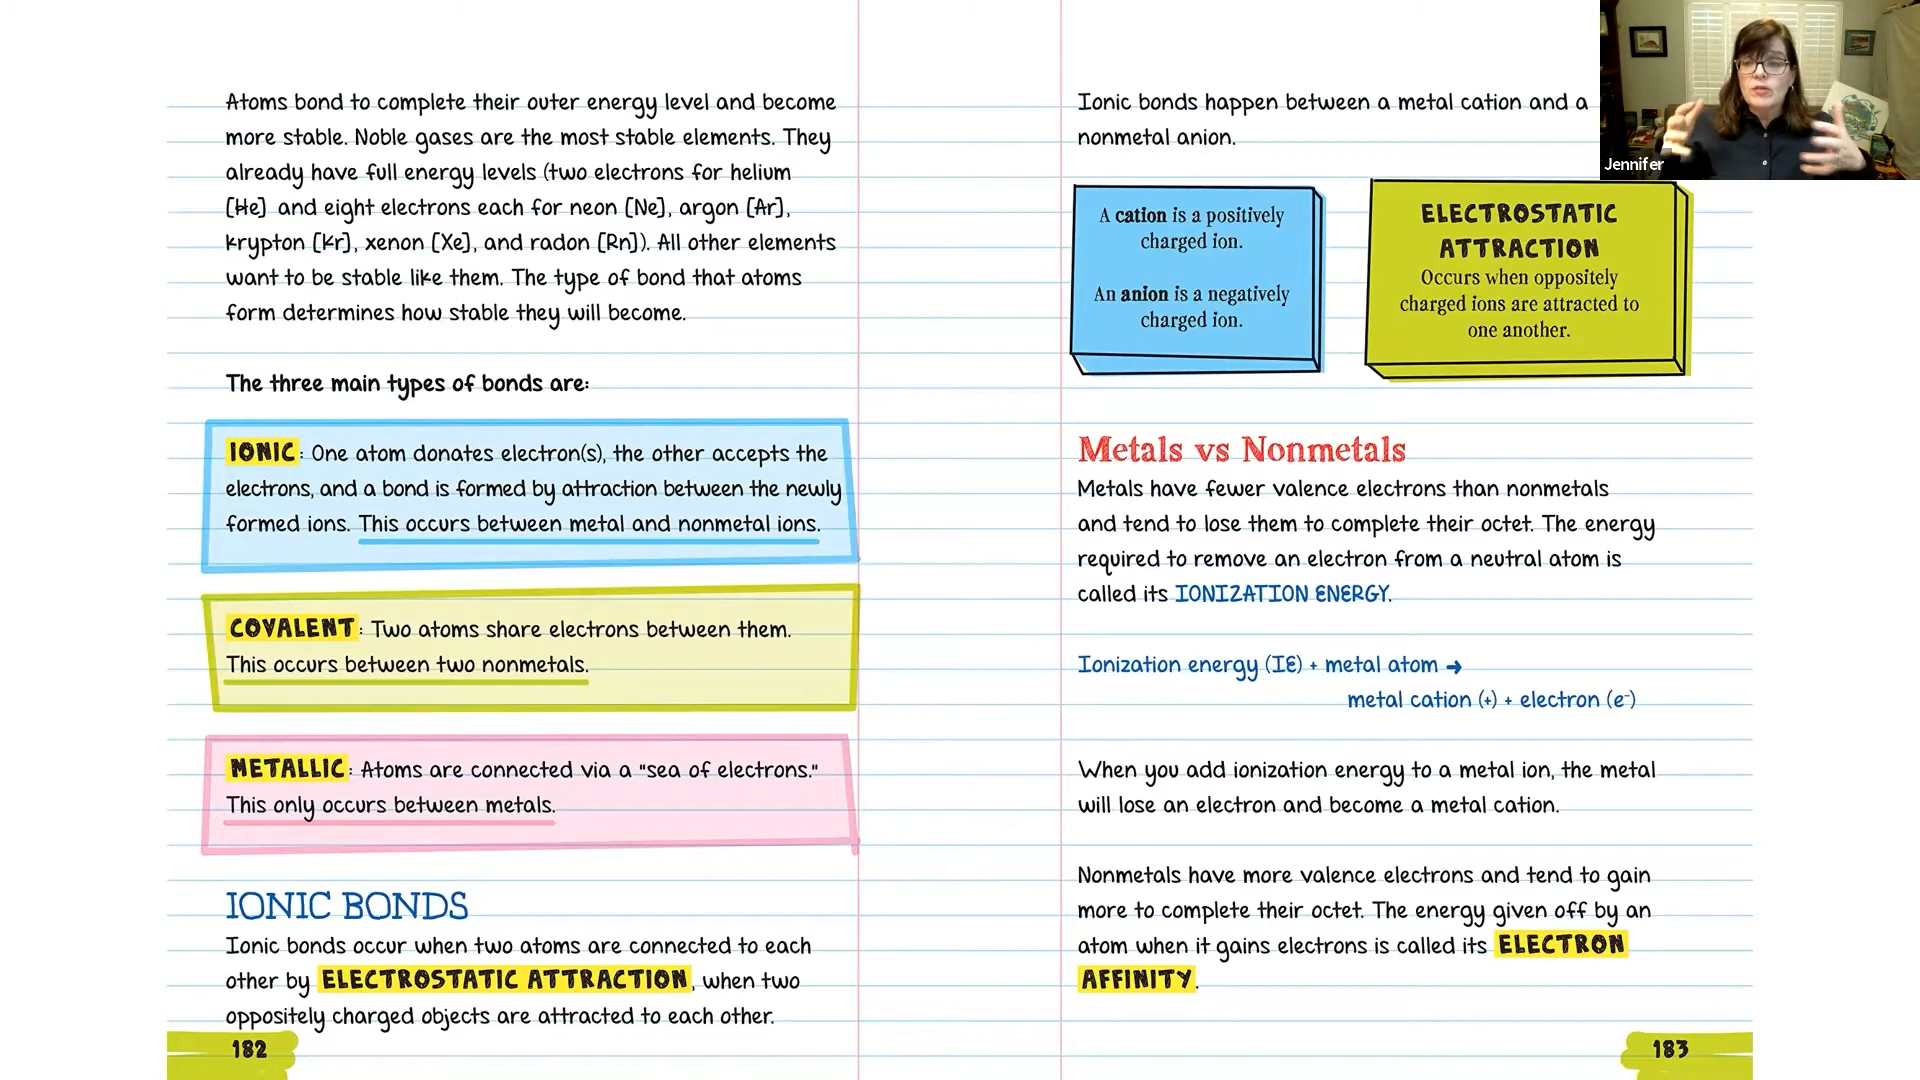 Atoms bond to complete their outer energy level and become
more stable. Noble gases are the most stable elements. They
already have full energy levels (two electrons for helium
[He] and eight electrons each for neon [Ne], argon [Ar],
krypton [Kr], xenon [Xe], and radon [Rn]). All other elements
want to be stable like them. The type of bond that atoms
form determines how stable they will become.
The three main types of bonds are:
IONIC: One atom donates electron(s), the other accepts the
electrons, and a bond is formed by attraction between the newly
formed ions. This occurs between metal and nonmetal ions.
COVALENT: Two atoms share electrons between them.
This occurs between two nonmetals.
METALLIC: Atoms are connected via a "sea of electrons."
This only occurs between metals.
IONIC BONDS
Ionic bonds occur when two atoms are connected to each
other by ELECTROSTATIC ATTRACTION, when two
oppositely charged objects are attracted to each other.
182
Ionic bonds happen between a metal cation and a
nonmetal anion.
A cation is a positively
charged ion.
An anion is a negatively
charged ion.
ELECTROSTATIC
ATTRACTION
Occurs when oppositely
charged ions are attracted to
one another.
Metals vs Nonmetals
Metals have fewer valence electrons than nonmetals
and tend to lose them to complete their octet. The energy
required to remove an electron from a neutral atom is
called its IONIZATION ENERGY.
Ionization energy (IE) + metal atom →
metal cation (+) + electron (e⁻)
When you add ionization energy to a metal ion, the metal
will lose an electron and become a metal cation.
Nonmetals have more valence electrons and tend to gain
more to complete their octet. The energy given off by an
atom when it gains electrons is called its ELECTRON
AFFINITY.
183
Jennifer